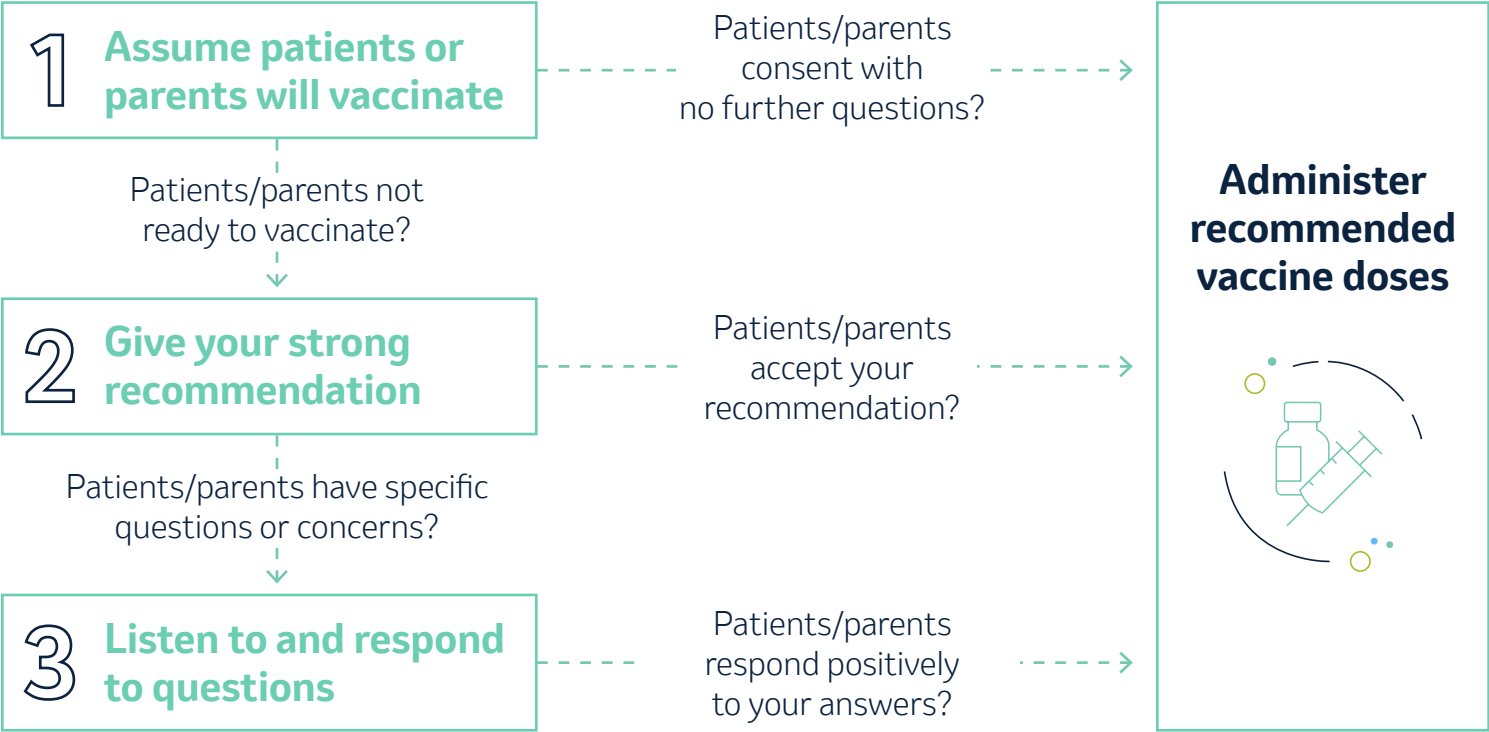 1
Assume patients or
parents will vaccinate
Patients/parents
consent with
no further questions?
Patients/parents not
ready to vaccinate?
2
Give your strong
recommendation
Patients/parents
accept your
recommendation?
Patients/parents have specific
questions or concerns?
3
Listen to and respond
to questions
Patients/parents
respond positively
to your answers?
Administer
recommended
vaccine doses